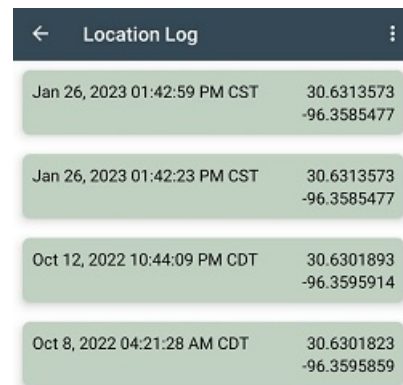 Location Log
Jan 26, 2023 01:42:59 PM CST 30.6313573
-96.3585477
Jan 26, 2023 01:42:23 PM CST 30.6313573
-96.3585477
Oct 12, 2022 10:44:09 PM CDT 30.6301893
-96.3595914
Oct 8, 2022 04:21:28 AM CDT 30.6301823
-96.3595859